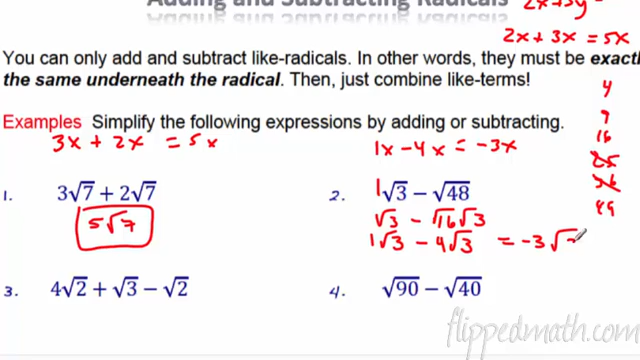 Adding and Subtracting Radicals
2x + 3y =
2x + 3x = 5x
You can only add and subtract like-radicals. In other words, they must be exactl
the same underneath the radical. Then, just combine like-terms!
Examples Simplify the following expressions by adding or subtracting.
3x + 2x = 5x
1x - 4x = -3x
4
9
16
25
36
49
1. 3√7 + 2√7
5√7
2. 1√3 − √48
√3 - √16√3
1√3 - 4√3 = -3√
3. 4√2 + √3 − √2
4. √90 − √40
flippedmath.com